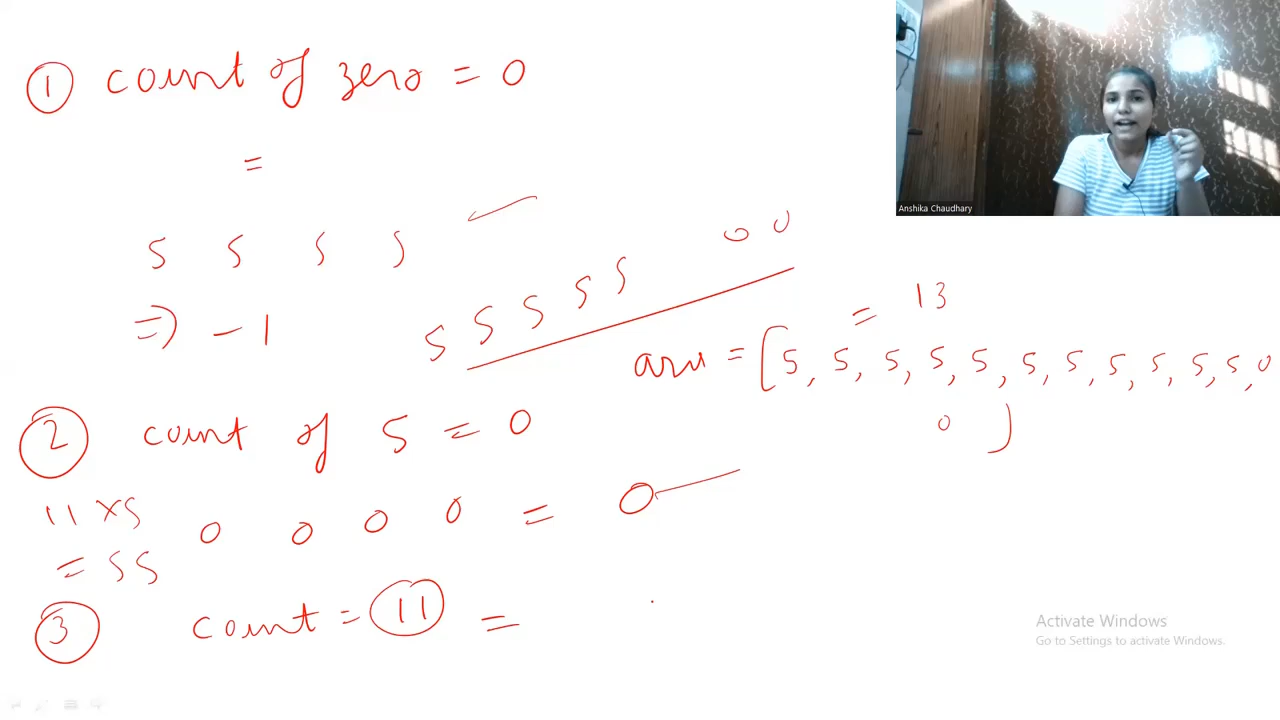 ① count of zero = 0
=
5 5 5 5
=> -1
5 5 5 5 5 0 0
= 13
arr = [5, 5, 5, 5, 5, 5, 5, 5, 5, 5, 5, 0
0 ]
② count of 5 = 0
11 x5
= 55
0 0 0 0 = 0
③ count = 11 =
Anshika Chaudhary
Activate Windows
Go to Settings to activate Windows.